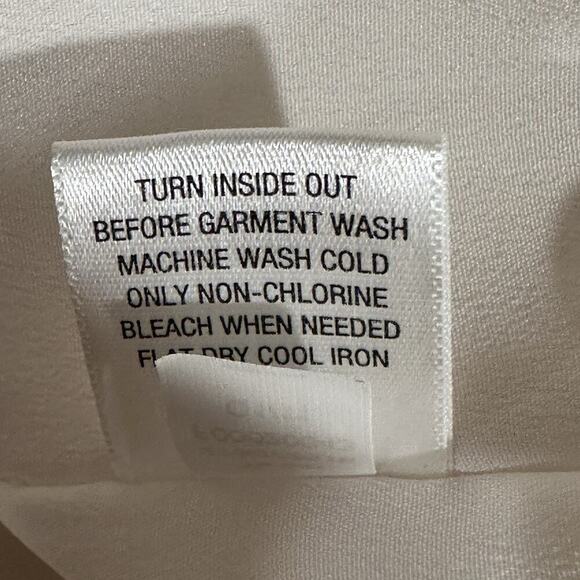 TURN INSIDE OUT
BEFORE GARMENT WASH
MACHINE WASH COLD
ONLY NON-CHLORINE
BLEACH WHEN NEEDED
FLAT DRY COOL IRON